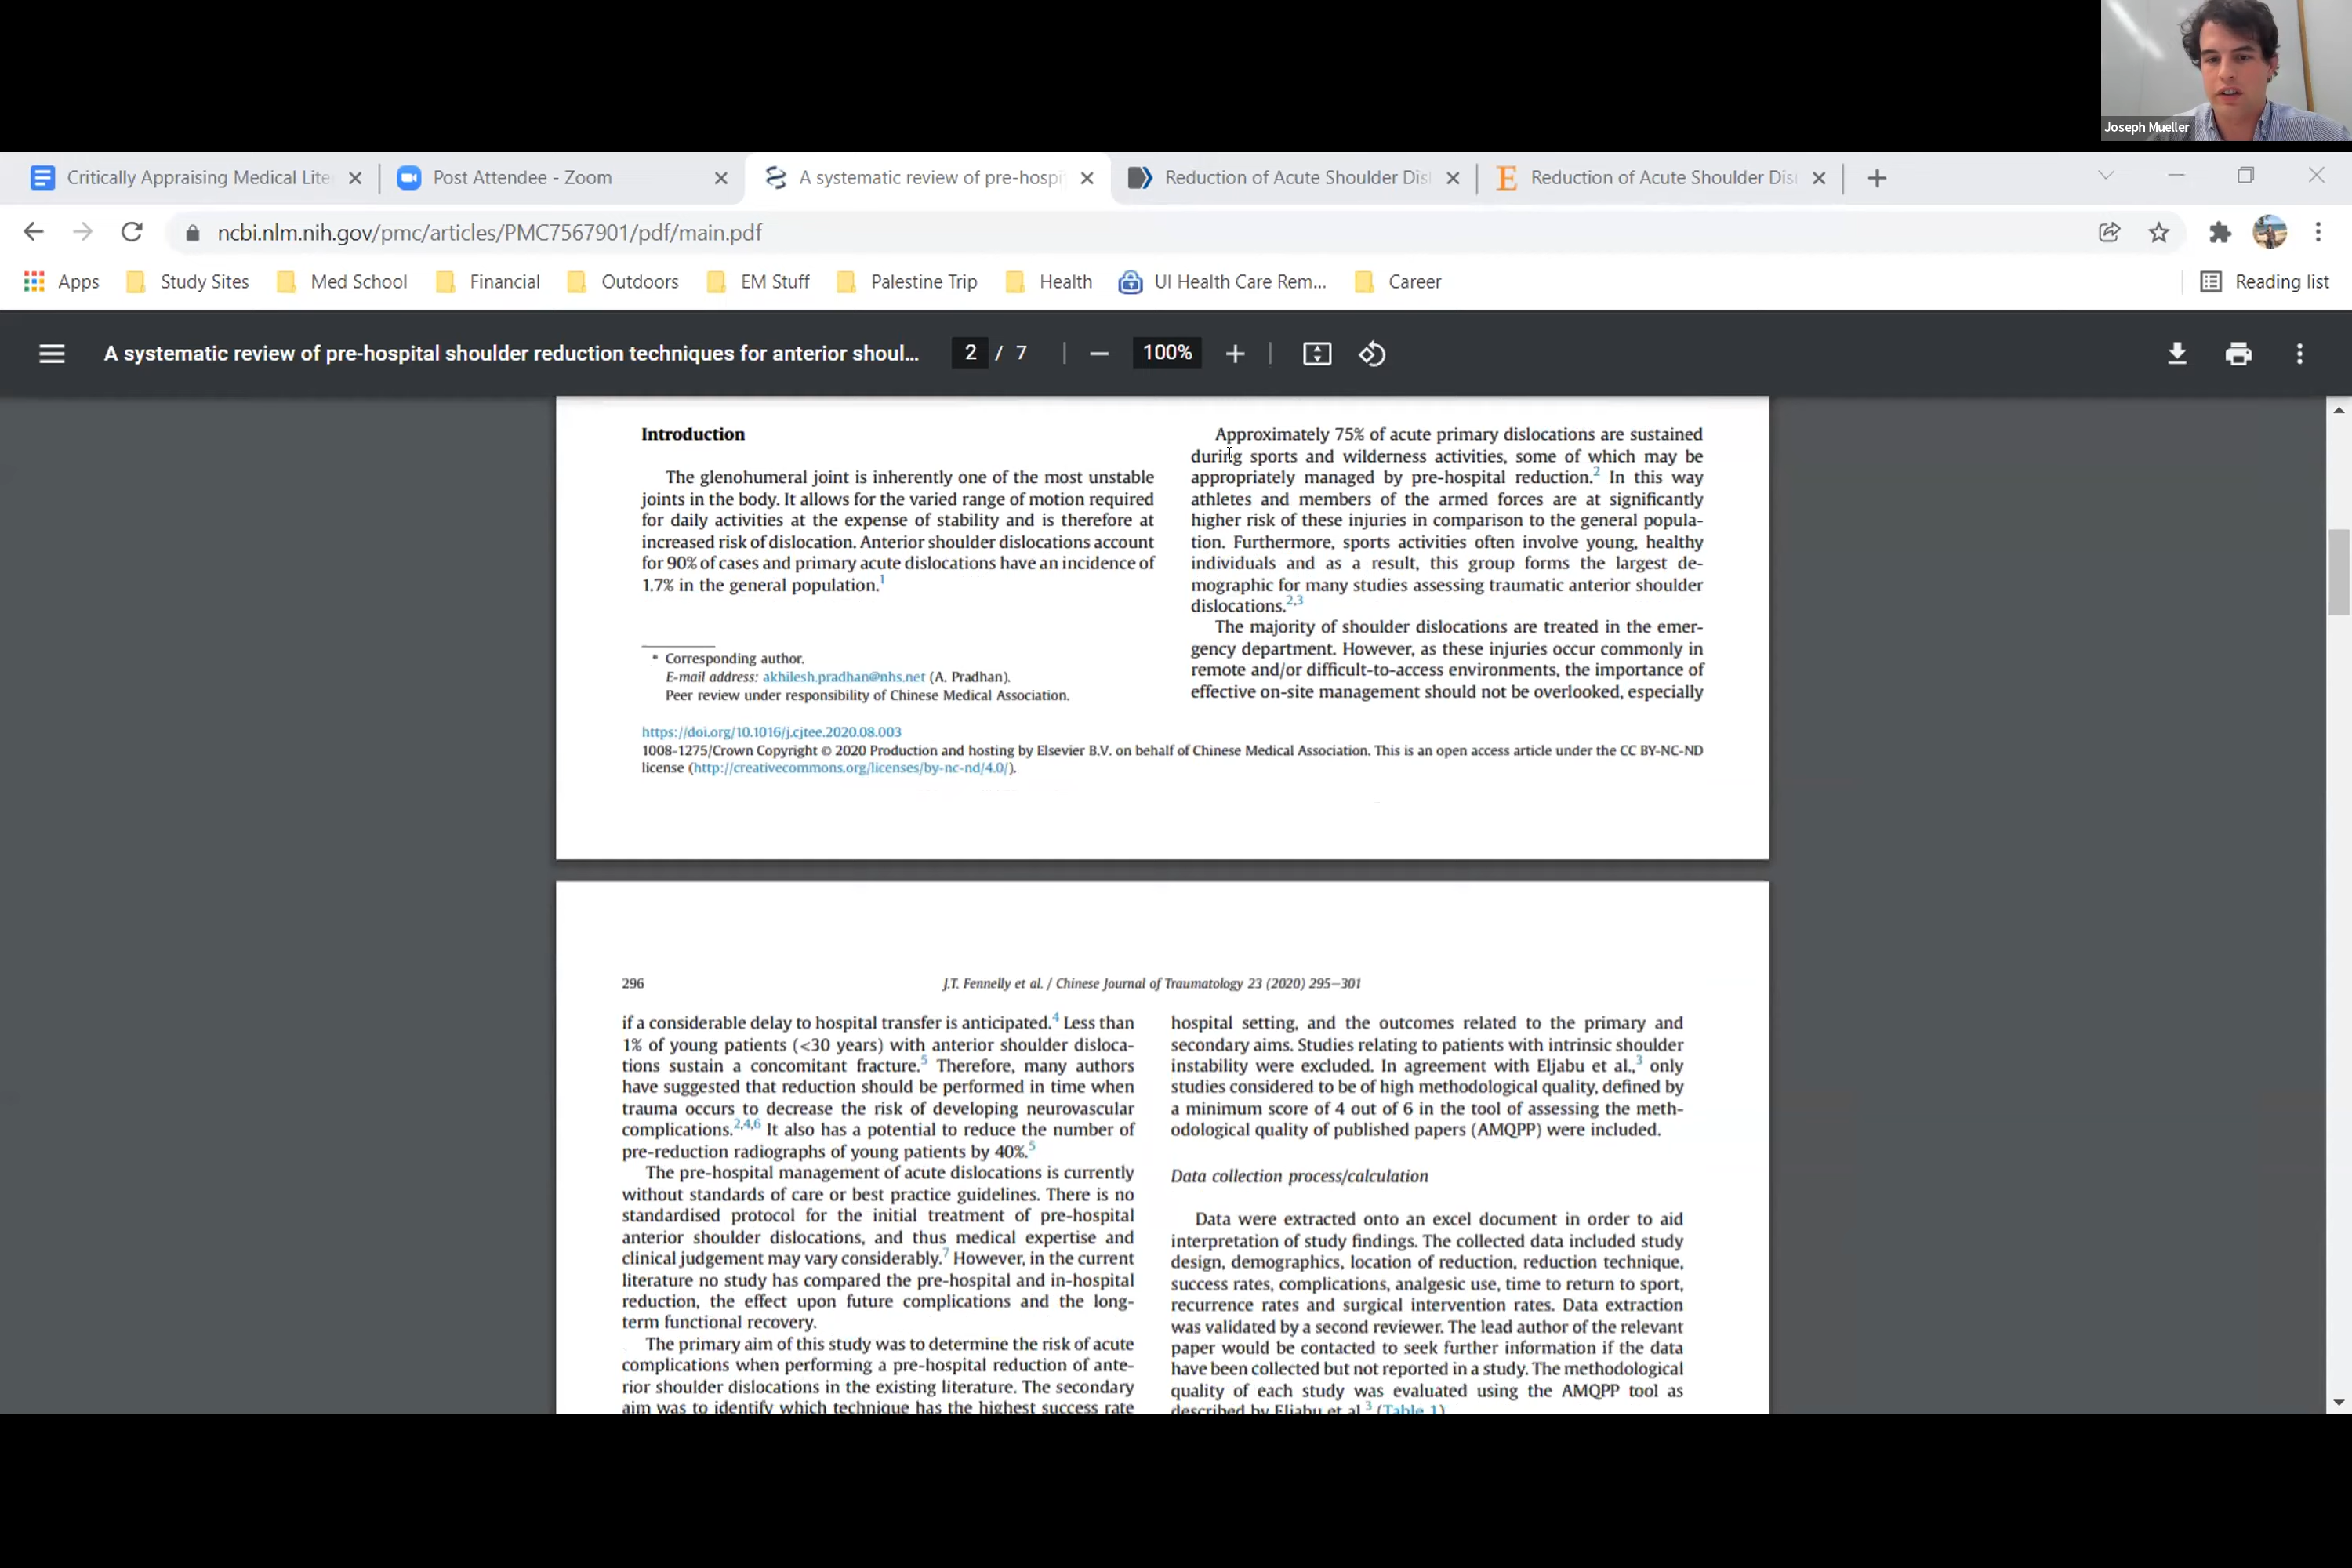 Joseph Mueller
Critically Appraising Medical Lite
Post Attendee - Zoom
A systematic review of pre-hospi
Reduction of Acute Shoulder Dis
Reduction of Acute Shoulder Dis
ncbi.nlm.nih.gov/pmc/articles/PMC7567901/pdf/main.pdf
Apps
Study Sites
Med School
Financial
Outdoors
EM Stuff
Palestine Trip
Health
UI Health Care Rem...
Career
Reading list
A systematic review of pre-hospital shoulder reduction techniques for anterior shoul...
2 / 7
100%
Introduction
The glenohumeral joint is inherently one of the most unstable
joints in the body. It allows for the varied range of motion required
for daily activities at the expense of stability and is therefore at
increased risk of dislocation. Anterior shoulder dislocations account
for 90% of cases and primary acute dislocations have an incidence of
1.7% in the general population.1
* Corresponding author.
E-mail address: akhilesh.pradhan@nhs.net (A. Pradhan).
Peer review under responsibility of Chinese Medical Association.
Approximately 75% of acute primary dislocations are sustained
during sports and wilderness activities, some of which may be
appropriately managed by pre-hospital reduction.2 In this way
athletes and members of the armed forces are at significantly
higher risk of these injuries in comparison to the general popula-
tion. Furthermore, sports activities often involve young, healthy
individuals and as a result, this group forms the largest de-
mographic for many studies assessing traumatic anterior shoulder
dislocations.2,3
The majority of shoulder dislocations are treated in the emer-
gency department. However, as these injuries occur commonly in
remote and/or difficult-to-access environments, the importance of
effective on-site management should not be overlooked, especially
https://doi.org/10.1016/j.cjtee.2020.08.003
1008-1275/Crown Copyright © 2020 Production and hosting by Elsevier B.V. on behalf of Chinese Medical Association. This is an open access article under the CC BY-NC-ND
license (http://creativecommons.org/licenses/by-nc-nd/4.0/).
296
J.T. Fennelly et al. / Chinese Journal of Traumatology 23 (2020) 295–301
if a considerable delay to hospital transfer is anticipated.4 Less than
1% of young patients (<30 years) with anterior shoulder disloca-
tions sustain a concomitant fracture.5 Therefore, many authors
have suggested that reduction should be performed in time when
trauma occurs to decrease the risk of developing neurovascular
complications.2,4,6 It also has a potential to reduce the number of
pre-reduction radiographs of young patients by 40%.5
The pre-hospital management of acute dislocations is currently
without standards of care or best practice guidelines. There is no
standardised protocol for the initial treatment of pre-hospital
anterior shoulder dislocations, and thus medical expertise and
clinical judgement may vary considerably.7 However, in the current
literature no study has compared the pre-hospital and in-hospital
reduction, the effect upon future complications and the long-
term functional recovery.
The primary aim of this study was to determine the risk of acute
complications when performing a pre-hospital reduction of ante-
rior shoulder dislocations in the existing literature. The secondary
aim was to identify which technique has the highest success rate
hospital setting, and the outcomes related to the primary and
secondary aims. Studies relating to patients with intrinsic shoulder
instability were excluded. In agreement with Eljabu et al.,3 only
studies considered to be of high methodological quality, defined by
a minimum score of 4 out of 6 in the tool of assessing the meth-
odological quality of published papers (AMQPP) were included.
Data collection process/calculation
Data were extracted onto an excel document in order to aid
interpretation of study findings. The collected data included study
design, demographics, location of reduction, reduction technique,
success rates, complications, analgesic use, time to return to sport,
recurrence rates and surgical intervention rates. Data extraction
was validated by a second reviewer. The lead author of the relevant
paper would be contacted to seek further information if the data
have been collected but not reported in a study. The methodological
quality of each study was evaluated using the AMQPP tool as
described by Eljabu et al.3 (Table 1)